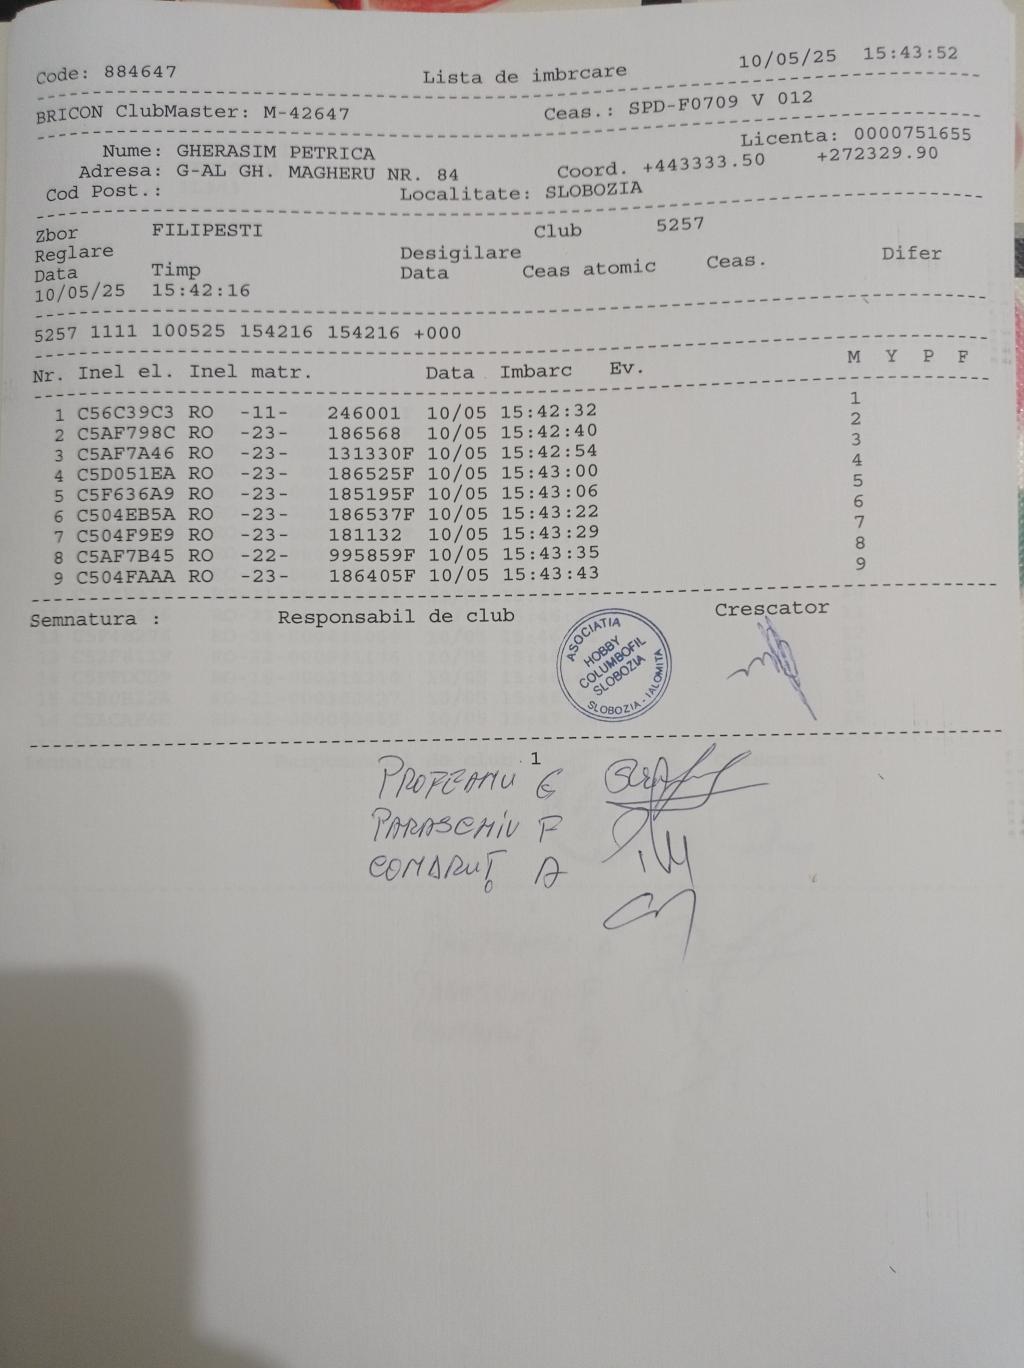 Code: 884647 Lista de imbrcare 10/05/25 15:43:52
BRICON ClubMaster: M-42647 Ceas.: SPD-F0709 V 012
Licenta: 0000751655
Nume: GHERASIM PETRICA
Adresa: G-AL GH. MAGHERU NR. 84 Coord. +443333.50 +272329.90
Cod Post.: Localitate: SLOBOZIA
Zbor FILIPESTI Club 5257
Reglare Desigilare
Data Timp Data Ceas atomic Ceas. Difer
10/05/25 15:42:16
5257 1111 100525 154216 154216 +000
Nr. Inel el. Inel matr. Data Imbarc Ev. M Y P F
1 C56C39C3 RO -11- 246001 10/05 15:42:32 1
2 C5AF798C RO -23- 186568 10/05 15:42:40 2
3 C5AF7A46 RO -23- 131330F 10/05 15:42:54 3
4 C5D051EA RO -23- 186525F 10/05 15:43:00 4
5 C5F636A9 RO -23- 185195F 10/05 15:43:06 5
6 C504EB5A RO -23- 186537F 10/05 15:43:22 6
7 C504F9E9 RO -23- 181132 10/05 15:43:29 7
8 C5AF7B45 RO -22- 995859F 10/05 15:43:35 8
9 C504FAAA RO -23- 186405F 10/05 15:43:43 9
Semnatura : Responsabil de club Crescator
ASOCIATIA
HOBBY
COLUMBOFIL
SLOBOZIA
SLOBOZIA - IALOMITA
1
PROFEANU G
PARASCHIV F
COMDRUȚ A